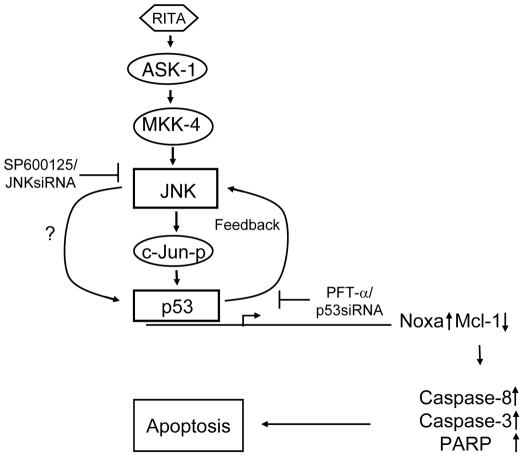 RITA
ASK-1
MKK-4
SP600125/
JNKsiRNA
JNK
?
Feedback
c-Jun-p
p53
PFT-α/
p53siRNA
Noxa↑Mcl-1↓
Caspase-8↑
Caspase-3↑
PARP ↑
Apoptosis